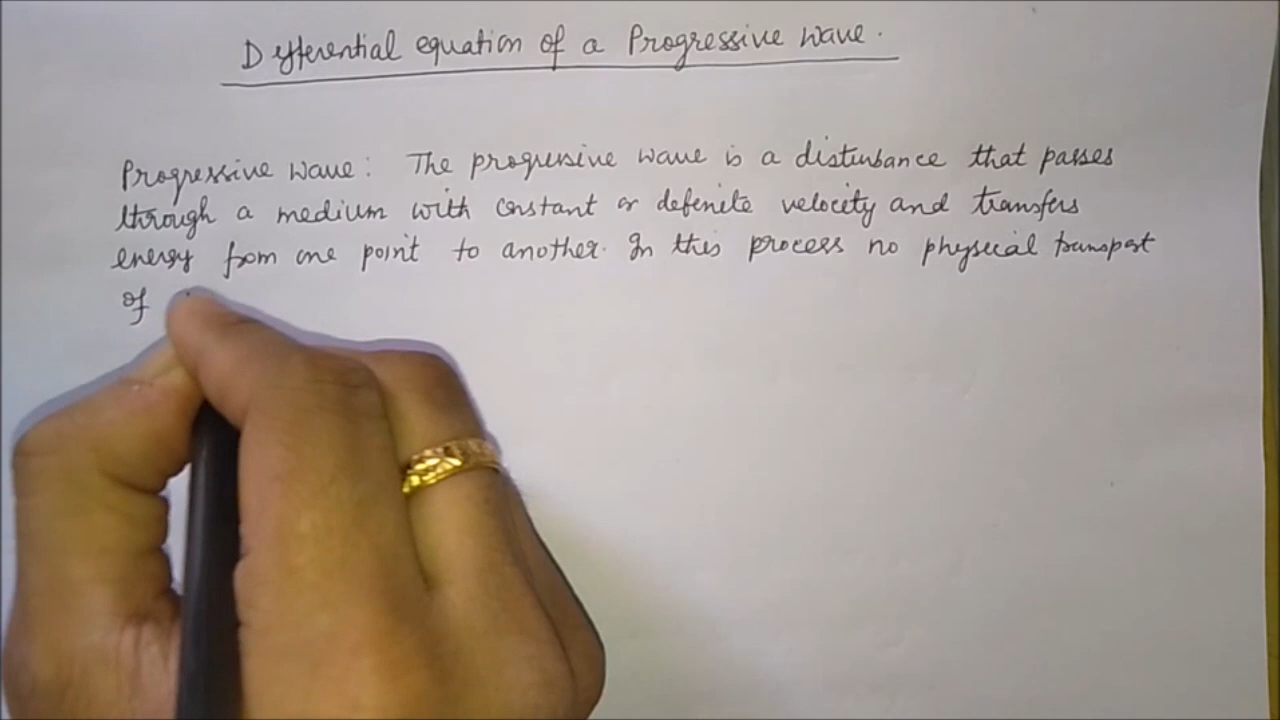 Differential equation of a Progressive wave.
Progressive wave: The progressive wave is a disturbance that passes
through a medium with constant or definite velocity and transfers
energy from one point to another. In this process no physical transport
of